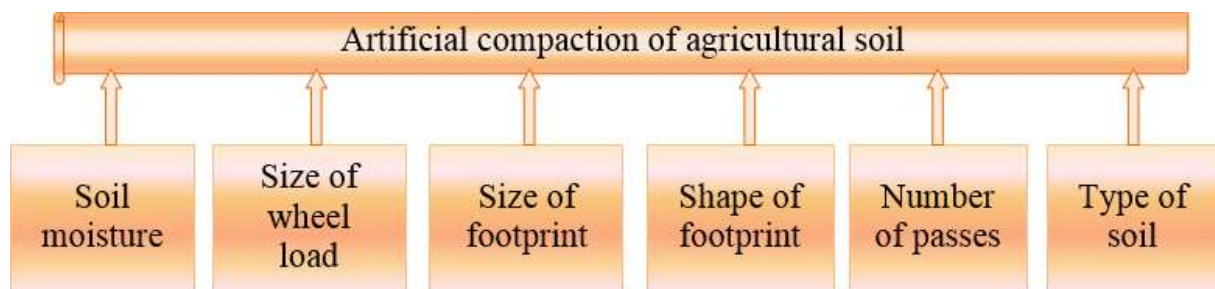 Artificial compaction of agricultural soil
Soil
moisture
Size of
wheel
load
Size of
footprint
Shape of
footprint
Number
of passes
Type of
soil